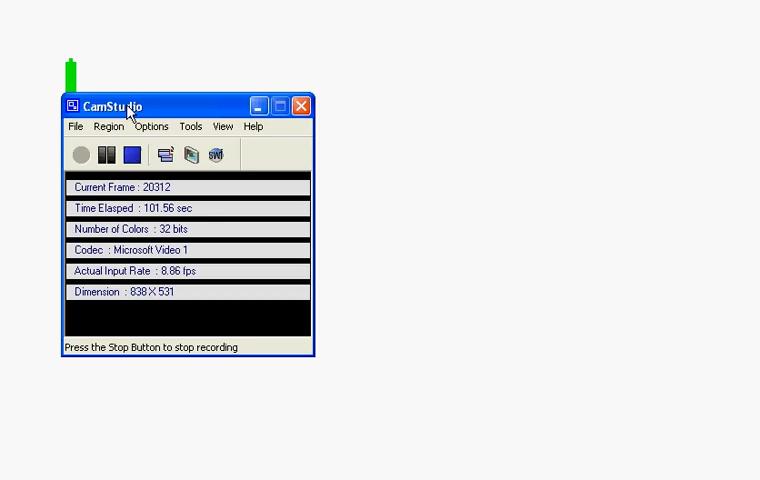 CamStudio
File Region Options Tools View Help
SWF
Current Frame : 20312
Time Elasped : 101.56 sec
Number of Colors : 32 bits
Codec : Microsoft Video 1
Actual Input Rate : 8.86 fps
Dimension : 838 X 531
Press the Stop Button to stop recording